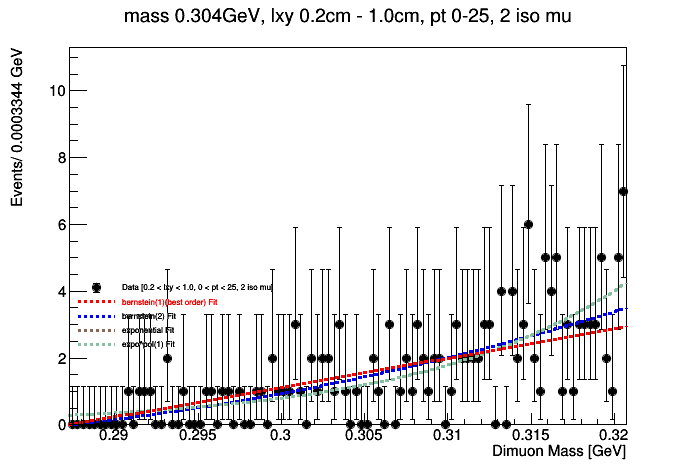 mass 0.304GeV, lxy 0.2cm - 1.0cm, pt 0-25, 2 iso mu
Events/ 0.0003344 GeV
10
8
6
4
2
0
Data [0.2 < lxy < 1.0, 0 < pt < 25, 2 iso mu]
bernstein(1)(best order) Fit
bernstein(2) Fit
exponential Fit
expo*pol(1) Fit
0.29 0.295 0.3 0.305 0.31 0.315 0.32
Dimuon Mass [GeV]